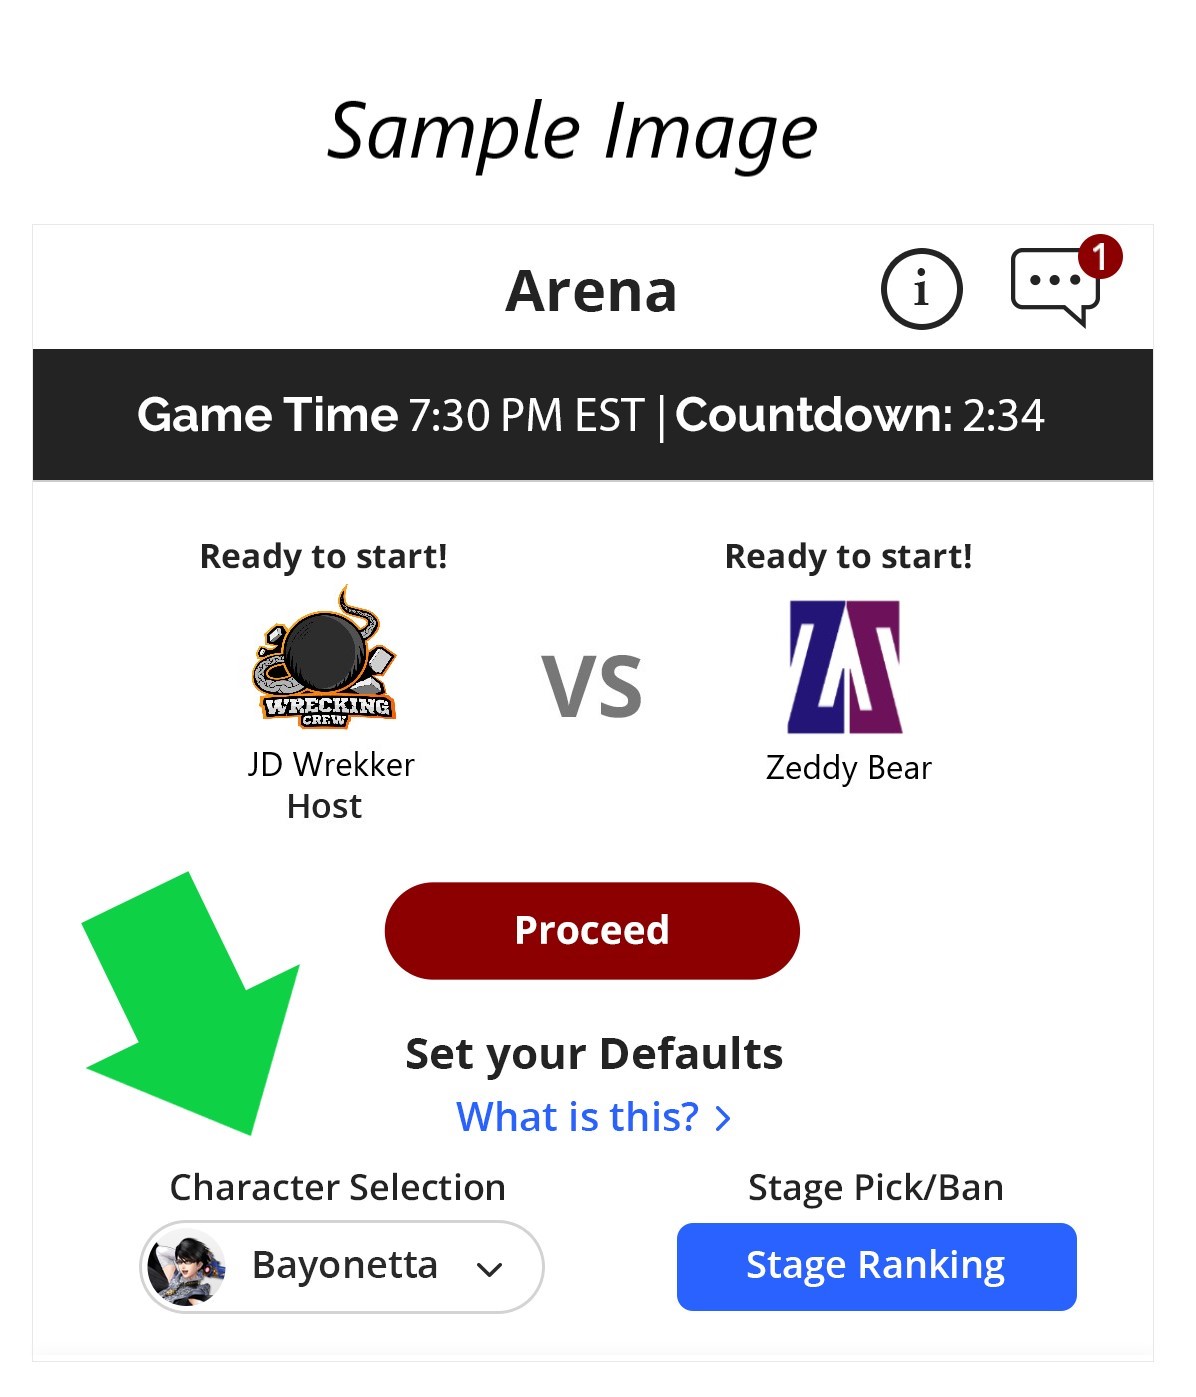 Sample Image
Arena
i
1
Game Time 7:30 PM EST | Countdown: 2:34
Ready to start!
Ready to start!
WRECKING
CREW
VS
ZAS
JD Wrekker
Host
Zeddy Bear
Proceed
Set your Defaults
What is this? >
Character Selection
Stage Pick/Ban
Bayonetta
Stage Ranking